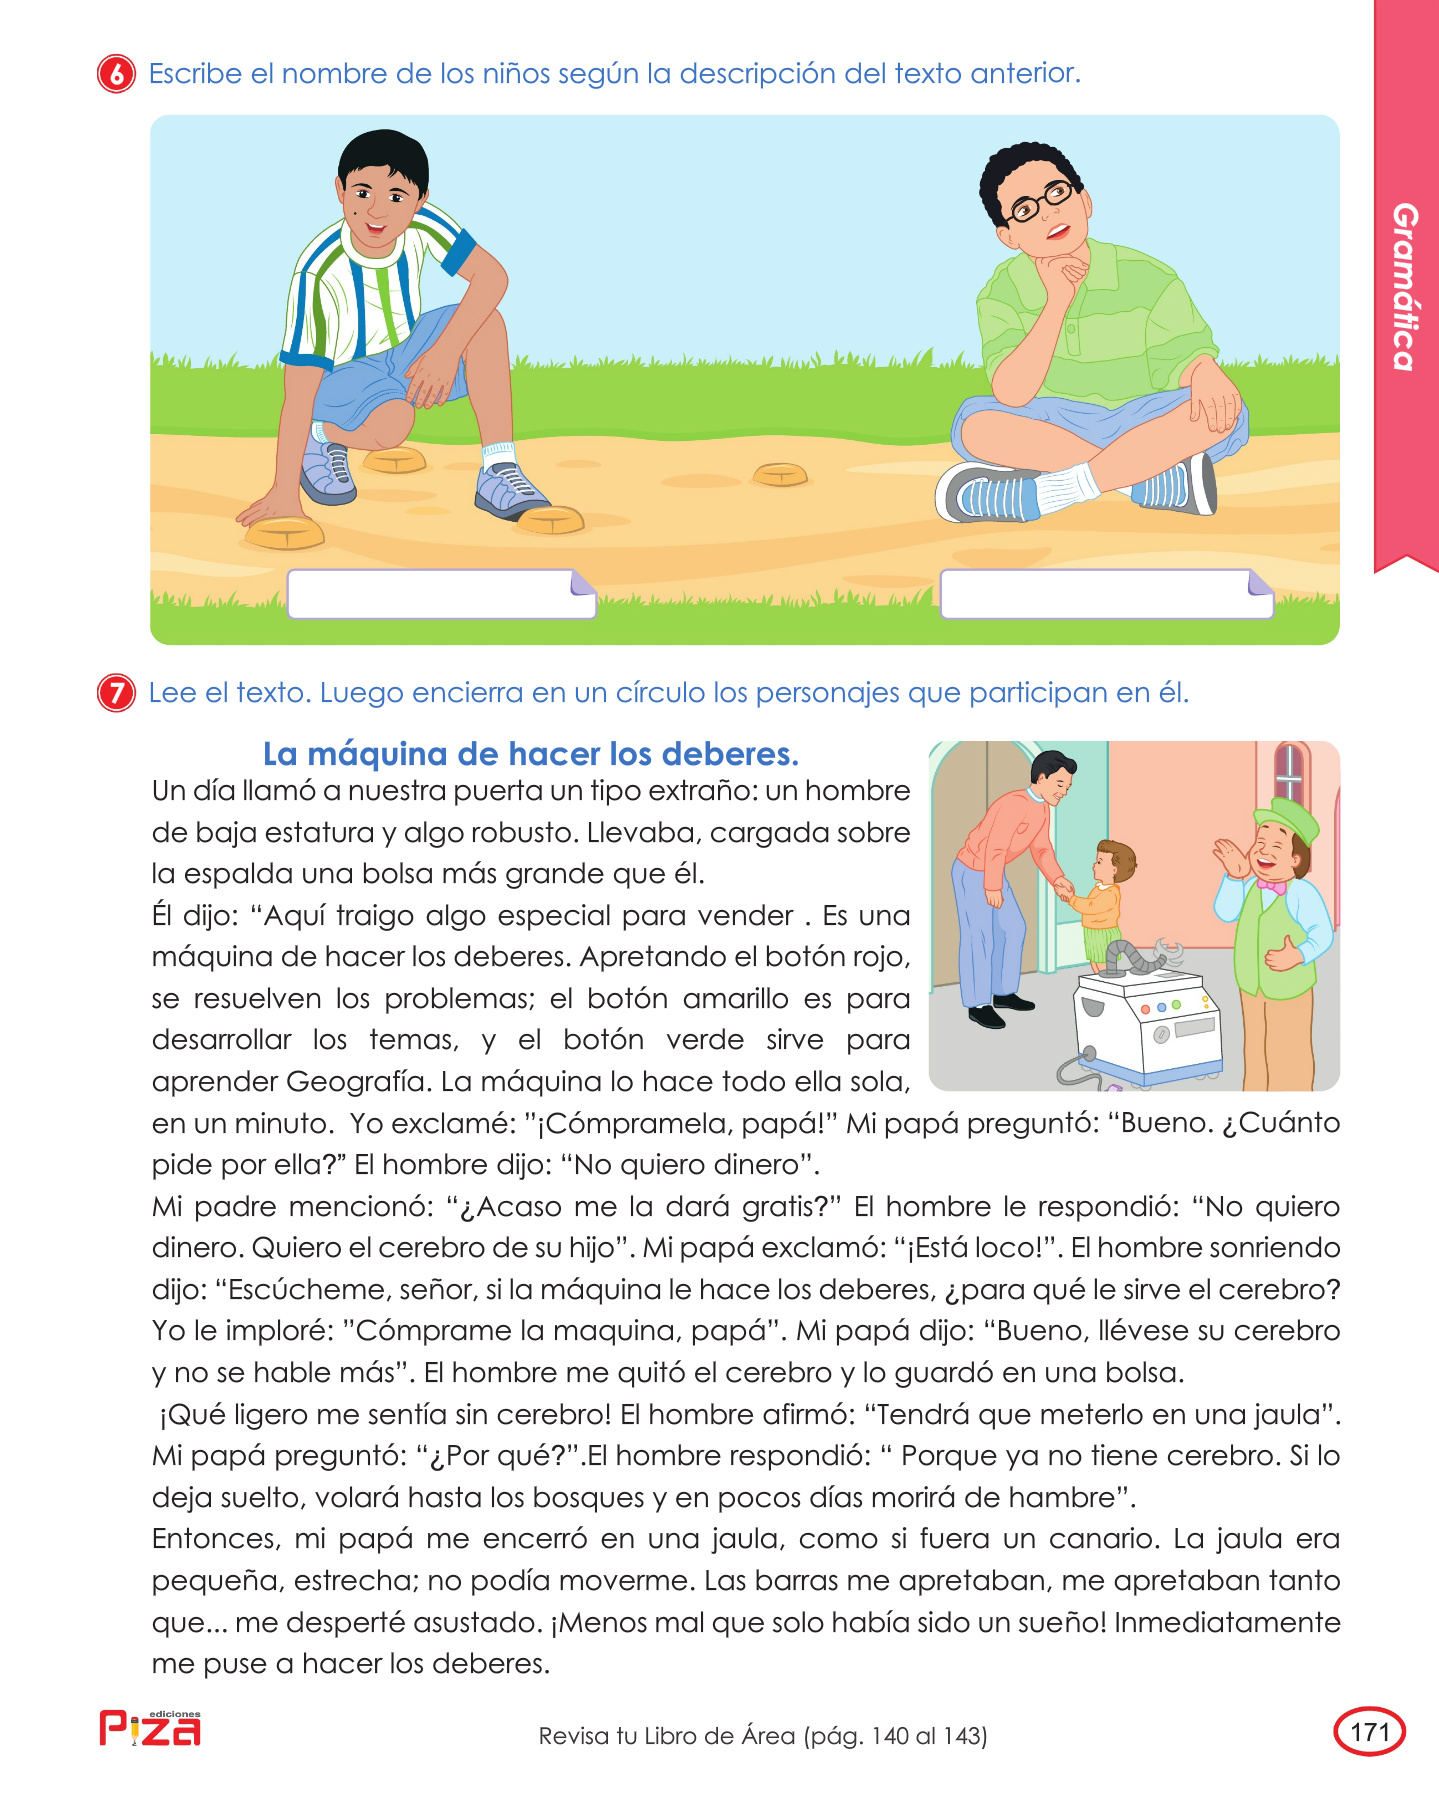 6 Escribe el nombre de los niños según la descripción del texto anterior.
Gramática
7 Lee el texto. Luego encierra en un círculo los personajes que participan en él.
La máquina de hacer los deberes.
Un día llamó a nuestra puerta un tipo extraño: un hombre
de baja estatura y algo robusto. Llevaba, cargada sobre
la espalda una bolsa más grande que él.
Él dijo: “Aquí traigo algo especial para vender . Es una
máquina de hacer los deberes. Apretando el botón rojo,
se resuelven los problemas; el botón amarillo es para
desarrollar los temas, y el botón verde sirve para
aprender Geografía. La máquina lo hace todo ella sola,
en un minuto.  Yo exclamé: ”¡Cómpramela, papá!” Mi papá preguntó: “Bueno. ¿Cuánto
pide por ella?” El hombre dijo: “No quiero dinero”.
Mi padre mencionó: “¿Acaso me la dará gratis?” El hombre le respondió: “No quiero
dinero. Quiero el cerebro de su hijo”. Mi papá exclamó: “¡Está loco!”. El hombre sonriendo
dijo: “Escúcheme, señor, si la máquina le hace los deberes, ¿para qué le sirve el cerebro?
Yo le imploré: ”Cómprame la maquina, papá”. Mi papá dijo: “Bueno, llévese su cerebro
y no se hable más”. El hombre me quitó el cerebro y lo guardó en una bolsa.
¡Qué ligero me sentía sin cerebro! El hombre afirmó: “Tendrá que meterlo en una jaula”.
Mi papá preguntó: “¿Por qué?”.El hombre respondió: “ Porque ya no tiene cerebro. Si lo
deja suelto, volará hasta los bosques y en pocos días morirá de hambre”.
Entonces, mi papá me encerró en una jaula, como si fuera un canario. La jaula era
pequeña, estrecha; no podía moverme. Las barras me apretaban, me apretaban tanto
que... me desperté asustado. ¡Menos mal que solo había sido un sueño! Inmediatamente
me puse a hacer los deberes.
ediciones
Piza
Revisa tu Libro de Área (pág. 140 al 143)
171